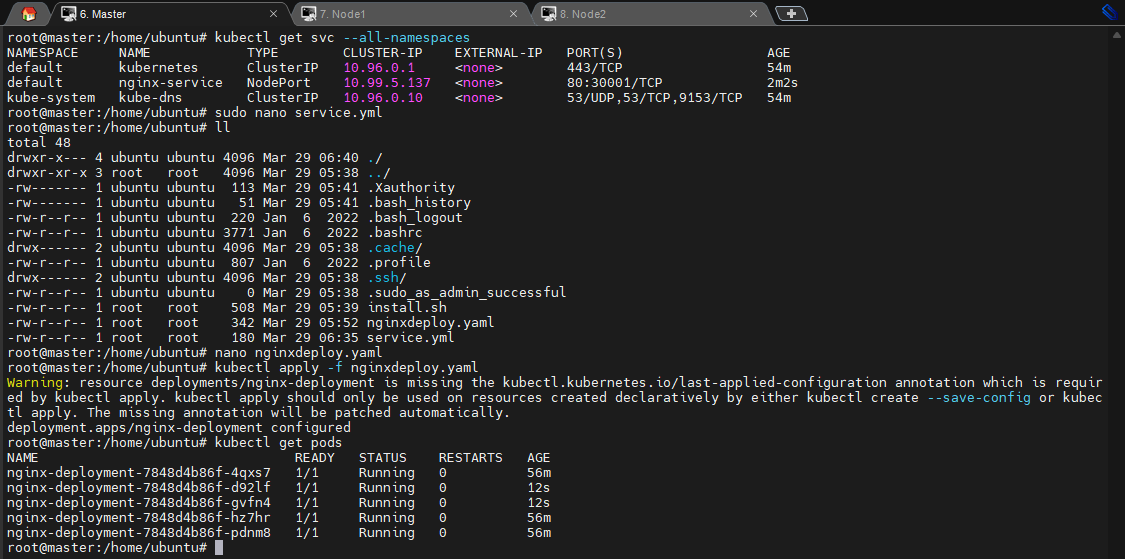 6. Master
7. Node1
8. Node2
root@master:/home/ubuntu# kubectl get svc --all-namespaces
NAMESPACE     NAME            TYPE        CLUSTER-IP    EXTERNAL-IP   PORT(S)                  AGE
default       kubernetes      ClusterIP   10.96.0.1     <none>        443/TCP                  54m
default       nginx-service   NodePort    10.99.5.137   <none>        80:30001/TCP             2m2s
kube-system   kube-dns        ClusterIP   10.96.0.10    <none>        53/UDP,53/TCP,9153/TCP   54m
root@master:/home/ubuntu# sudo nano service.yml
root@master:/home/ubuntu# ll
total 48
drwxr-x--- 4 ubuntu ubuntu 4096 Mar 29 06:40 ./
drwxr-xr-x 3 root   root   4096 Mar 29 05:38 ../
-rw------- 1 ubuntu ubuntu  113 Mar 29 05:41 .Xauthority
-rw------- 1 ubuntu ubuntu   51 Mar 29 05:41 .bash_history
-rw-r--r-- 1 ubuntu ubuntu  220 Jan  6  2022 .bash_logout
-rw-r--r-- 1 ubuntu ubuntu 3771 Jan  6  2022 .bashrc
drwx------ 2 ubuntu ubuntu 4096 Mar 29 05:38 .cache/
-rw-r--r-- 1 ubuntu ubuntu  807 Jan  6  2022 .profile
drwx------ 2 ubuntu ubuntu 4096 Mar 29 05:38 .ssh/
-rw-r--r-- 1 ubuntu ubuntu    0 Mar 29 05:38 .sudo_as_admin_successful
-rw-r--r-- 1 root   root    508 Mar 29 05:39 install.sh
-rw-r--r-- 1 root   root    342 Mar 29 05:52 nginxdeploy.yaml
-rw-r--r-- 1 root   root    180 Mar 29 06:35 service.yml
root@master:/home/ubuntu# nano nginxdeploy.yaml
root@master:/home/ubuntu# kubectl apply -f nginxdeploy.yaml
Warning: resource deployments/nginx-deployment is missing the kubectl.kubernetes.io/last-applied-configuration annotation which is requir
ed by kubectl apply. kubectl apply should only be used on resources created declaratively by either kubectl create --save-config or kubec
tl apply. The missing annotation will be patched automatically.
deployment.apps/nginx-deployment configured
root@master:/home/ubuntu# kubectl get pods
NAME                                READY   STATUS    RESTARTS   AGE
nginx-deployment-7848d4b86f-4qxs7   1/1     Running   0          56m
nginx-deployment-7848d4b86f-d92lf   1/1     Running   0          12s
nginx-deployment-7848d4b86f-gvfn4   1/1     Running   0          12s
nginx-deployment-7848d4b86f-hz7hr   1/1     Running   0          56m
nginx-deployment-7848d4b86f-pdnm8   1/1     Running   0          56m
root@master:/home/ubuntu#